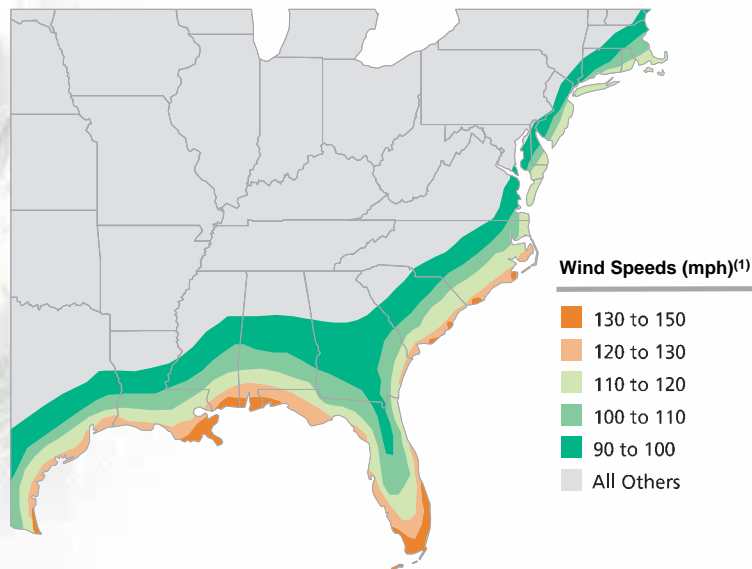 Wind Speeds (mph)(1)
130 to 150
120 to 130
110 to 120
100 to 110
90 to 100
All Others